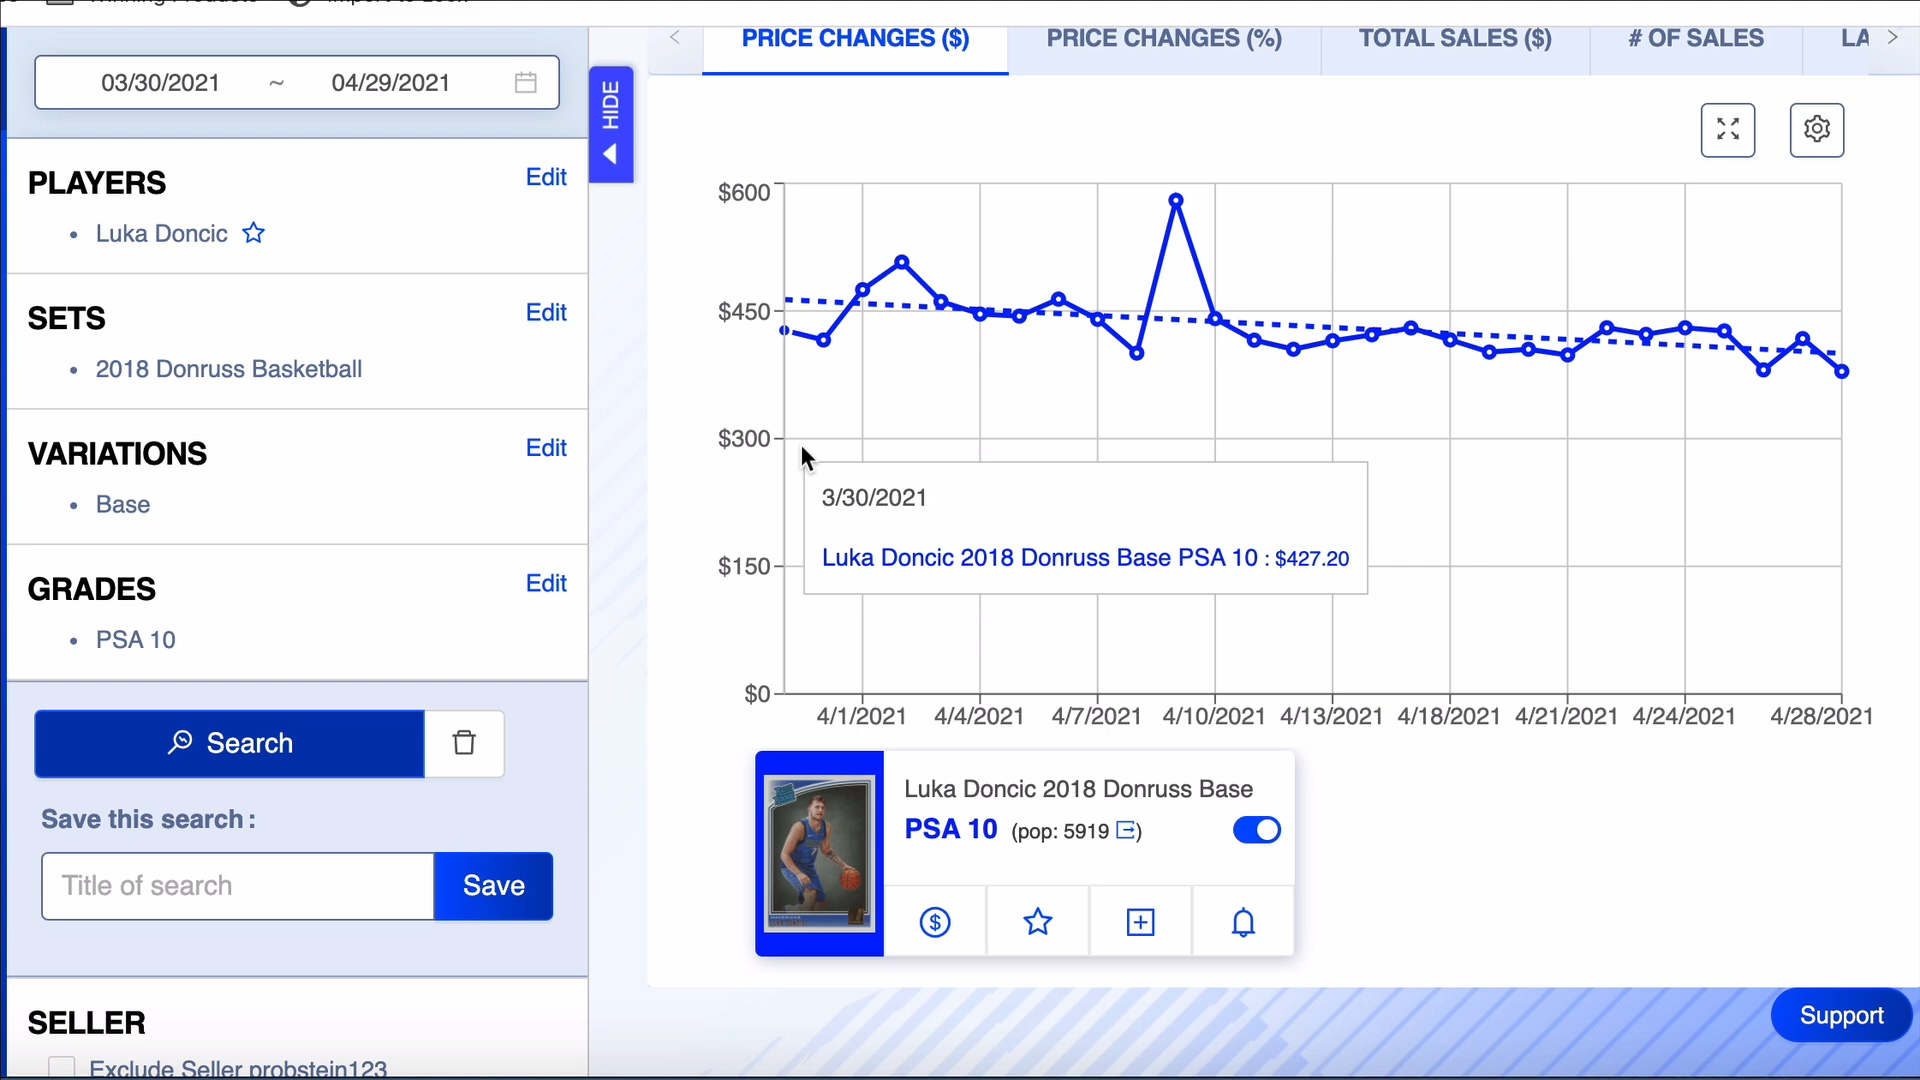 03/30/2021 ~ 04/29/2021
HIDE
PRICE CHANGES ($)
PRICE CHANGES (%)
TOTAL SALES ($)
# OF SALES
PLAYERS
Edit
• Luka Doncic
SETS
Edit
• 2018 Donruss Basketball
VARIATIONS
Edit
• Base
GRADES
Edit
• PSA 10
Search
Save this search :
Title of search
Save
SELLER
Exclude Seller probstein123
$600
$450
$300
$150
$0
3/30/2021
Luka Doncic 2018 Donruss Base PSA 10 : $427.20
4/1/2021 4/4/2021 4/7/2021 4/10/2021 4/13/2021 4/18/2021 4/21/2021 4/24/2021 4/28/2021
Luka Doncic 2018 Donruss Base
PSA 10 (pop: 5919)
Support